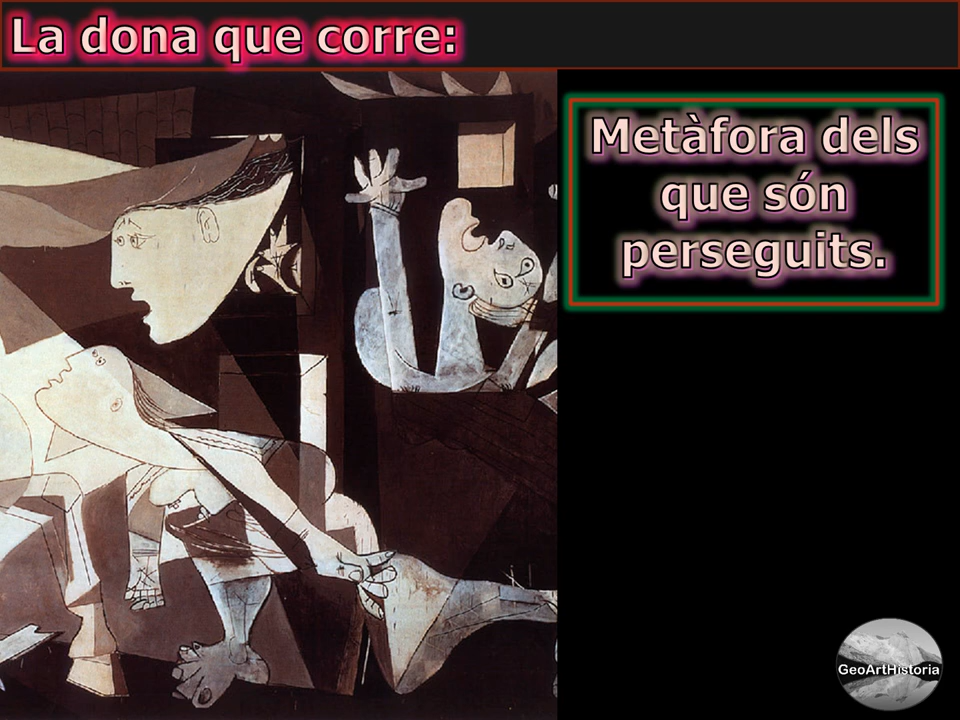 La dona que corre:
Metàfora dels
que són
perseguits.
GeoArtHistoria